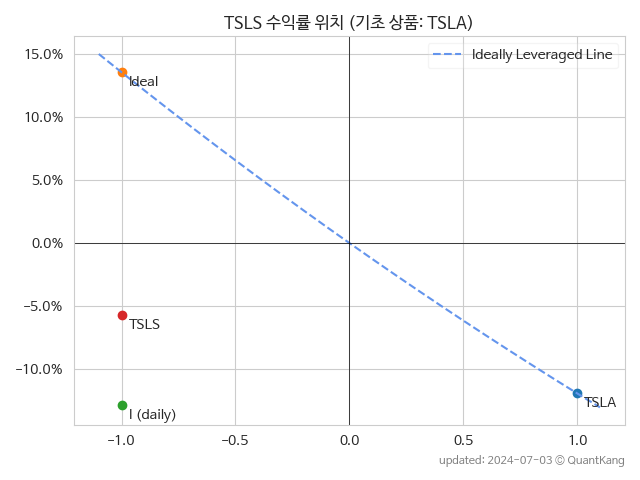 TSLS 수익률 위치 (기초 상품: TSLA)
Ideally Leveraged Line
15.0%
Ideal
10.0%
5.0%
0.0%
−5.0%
TSLS
−10.0%
TSLA
I (daily)
−1.0
−0.5
0.0
0.5
1.0
updated: 2024-07-03 © QuantKang